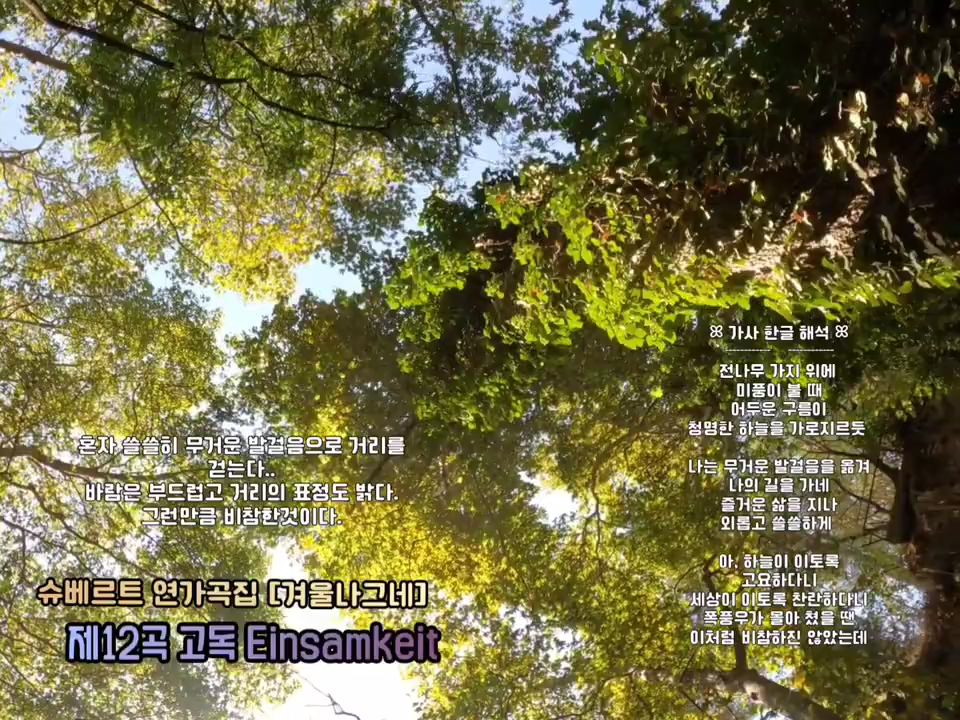 혼자 쓸쓸히 무거운 발걸음으로 거리를
걷는다..
바람은 부드럽고 거리의 표정도 밝다.
그런만큼 비참한것이다.
슈베르트 연가곡집 [겨울나그네]
제12곡 고독 Einsamkeit
ꕤ 가사 한글 해석 ꕤ
전나무 가지 위에
미풍이 불 때
어두운 구름이
청명한 하늘을 가로지르듯
나는 무거운 발걸음을 옮겨
나의 길을 가네
즐거운 삶을 지나
외롭고 쓸쓸하게
아, 하늘이 이토록
고요하다니
세상이 이토록 찬란하다니
폭풍우가 몰아 쳤을 땐
이처럼 비참하진 않았는데